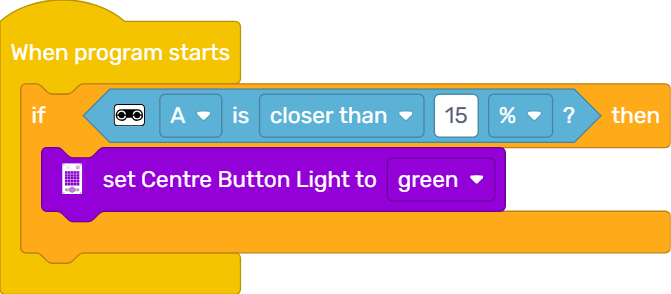 When program starts
if A is closer than 15 % ? then
set Centre Button Light to green